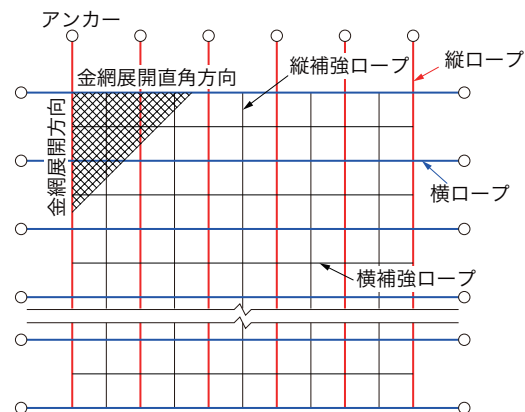 アンカー
金網展開直角方向
縦補強ロープ
縦ロープ
金網展開方向
横ロープ
横補強ロープ